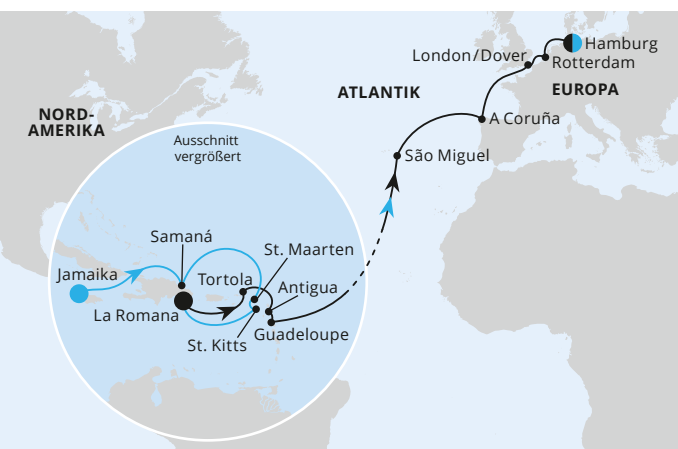 Hamburg
London/Dover
Rotterdam
ATLANTIK
EUROPA
NORD-
AMERIKA
A Coruña
Ausschnitt
vergrößert
São Miguel
Samaná
St. Maarten
Jamaika
Tortola
Antigua
La Romana
Guadeloupe
St. Kitts